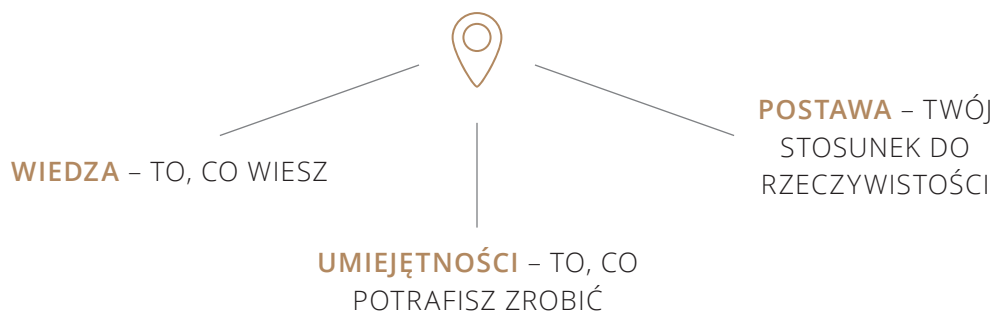 WIEDZA – TO, CO WIESZ
UMIEJĘTNOŚCI – TO, CO
POTRAFISZ ZROBIĆ
POSTAWA – TWÓJ
STOSUNEK DO
RZECZYWISTOŚCI